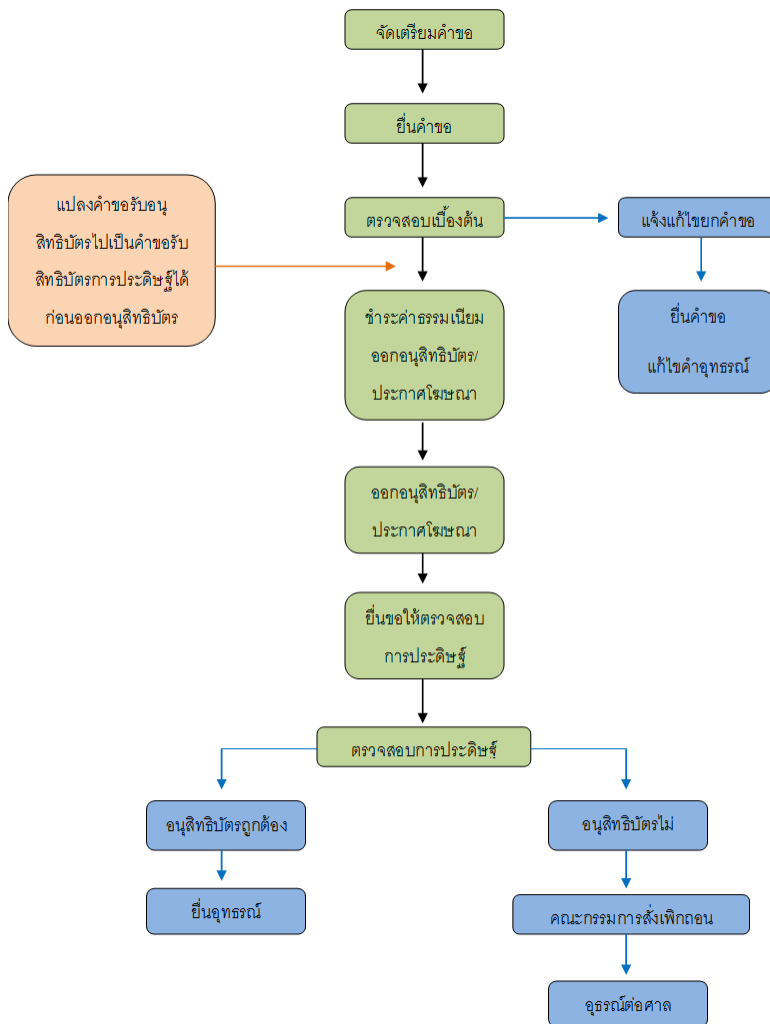 จัดเตรียมคำขอ
ยื่นคำขอ
แปลงคำขอรับอนุ
สิทธิบัตรไปเป็นคำขอรับ
สิทธิบัตรการประดิษฐ์ได้
ก่อนออกอนุสิทธิบัตร
ตรวจสอบเบื้องต้น
แจ้งแก้ไขยกคำขอ
ชำระค่าธรรมเนียม
ออกอนุสิทธิบัตร/
ประกาศโฆษณา
ยื่นคำขอ
แก้ไขคำอุทธรณ์
ออกอนุสิทธิบัตร/
ประกาศโฆษณา
ยื่นขอให้ตรวจสอบ
การประดิษฐ์
ตรวจสอบการประดิษฐ์
อนุสิทธิบัตรถูกต้อง
อนุสิทธิบัตรไม่
ยื่นอุทธรณ์
คณะกรรมการสั่งเพิกถอน
อุธรณ์ต่อศาล